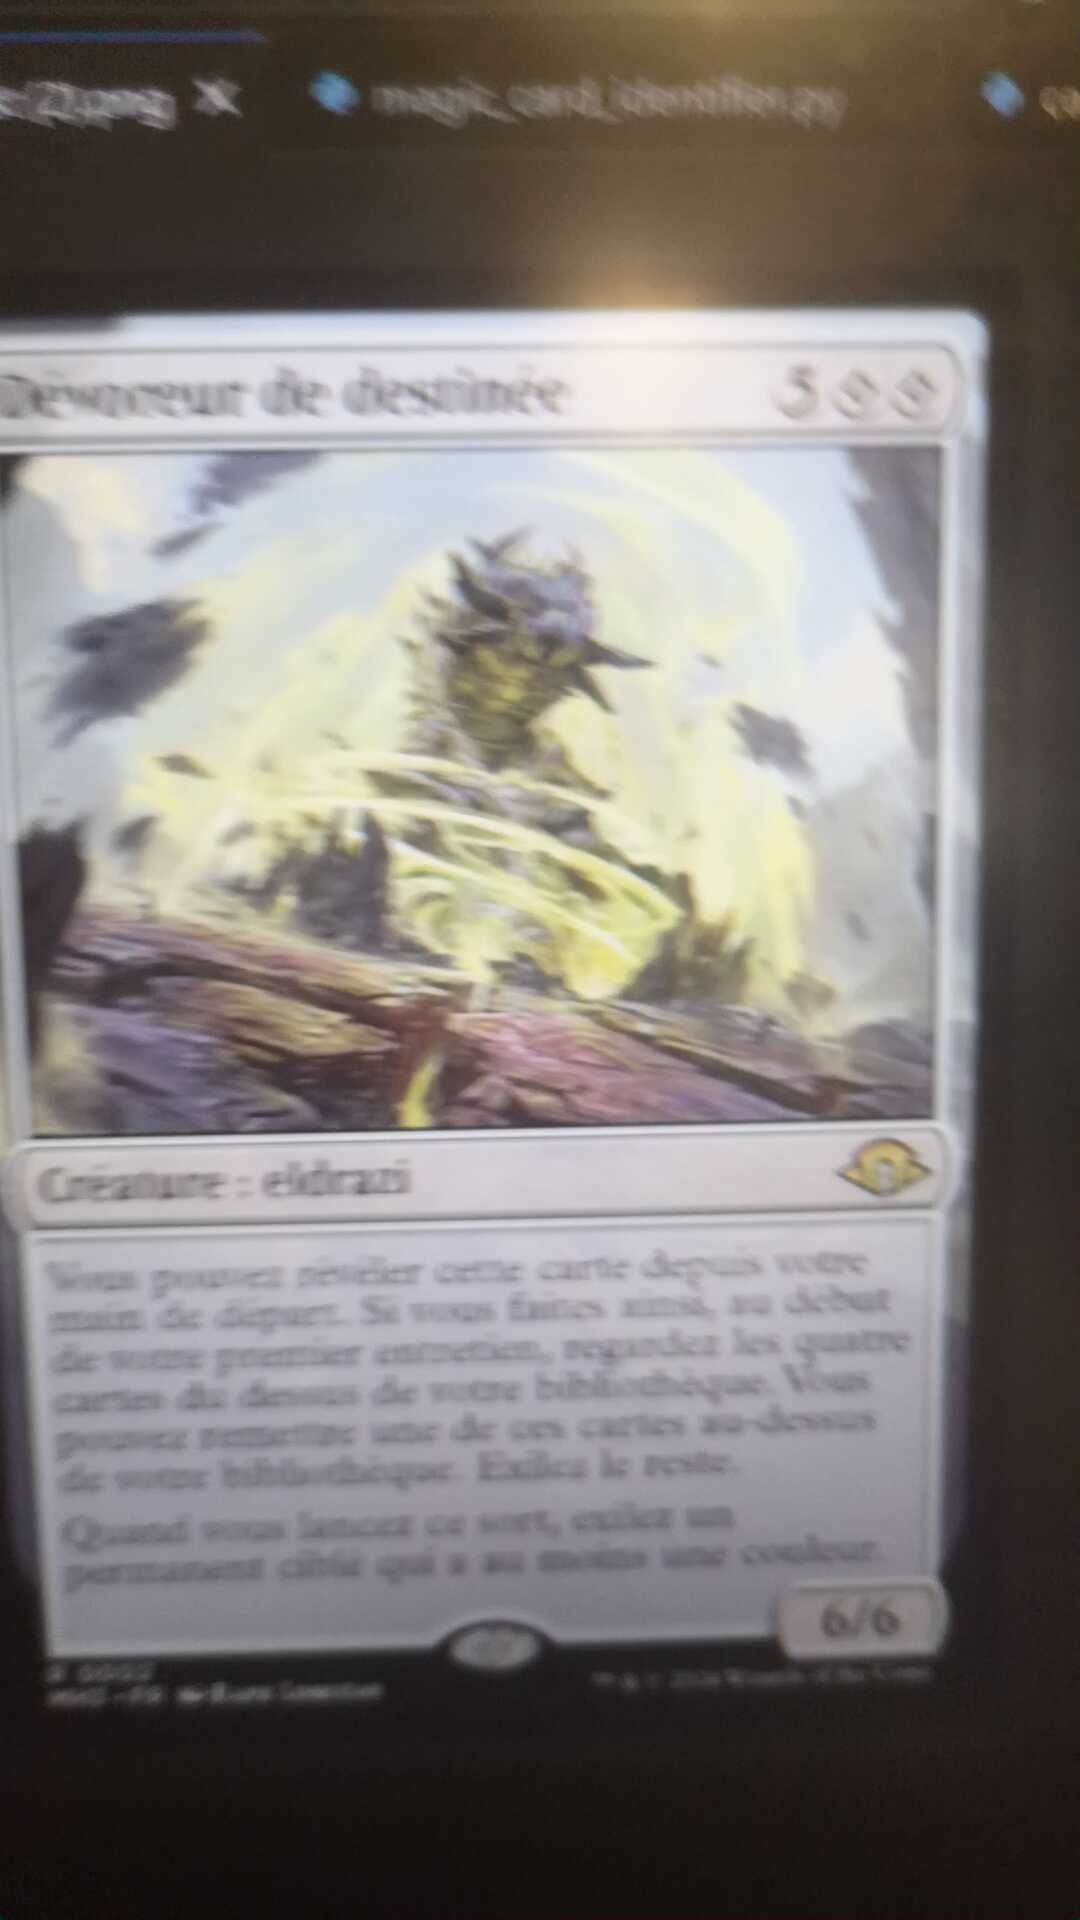 magic_card_identifier.py
Dévoreur de destinée 5
Créature : eldrazi
Vous pouvez révéler cette carte depuis votre
main de départ. Si vous faites ainsi, au début
de votre premier entretien, regardez les quatre
cartes du dessus de votre bibliothèque. Vous
pouvez remettre une de ces cartes au-dessus
de votre bibliothèque. Exilez le reste.
Quand vous lancez ce sort, exilez un
permanent ciblé qui a au moins une couleur.
6/6